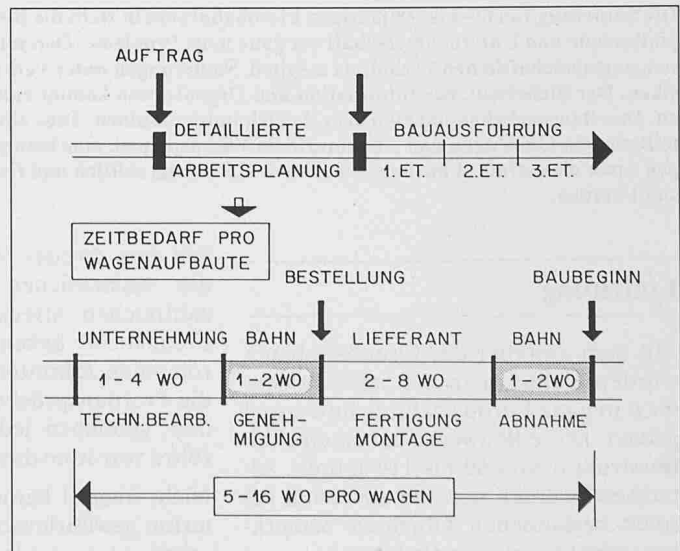 AUFTRAG
DETAILLIERTE
ARBEITSPLANUNG
BAUAUSFÜHRUNG
1. ET. 2. ET. 3. ET.
ZEITBEDARF PRO
WAGENAUFBAUTE
BESTELLUNG
BAUBEGINN
UNTERNEHMUNG BAHN LIEFERANT BAHN
1-4 WO 1-2 WO 2-8 WO 1-2 WO
TECHN. BEARB. GENEH-
MIGUNG
FERTIGUNG
MONTAGE
ABNAHME
5-16 WO PRO WAGEN